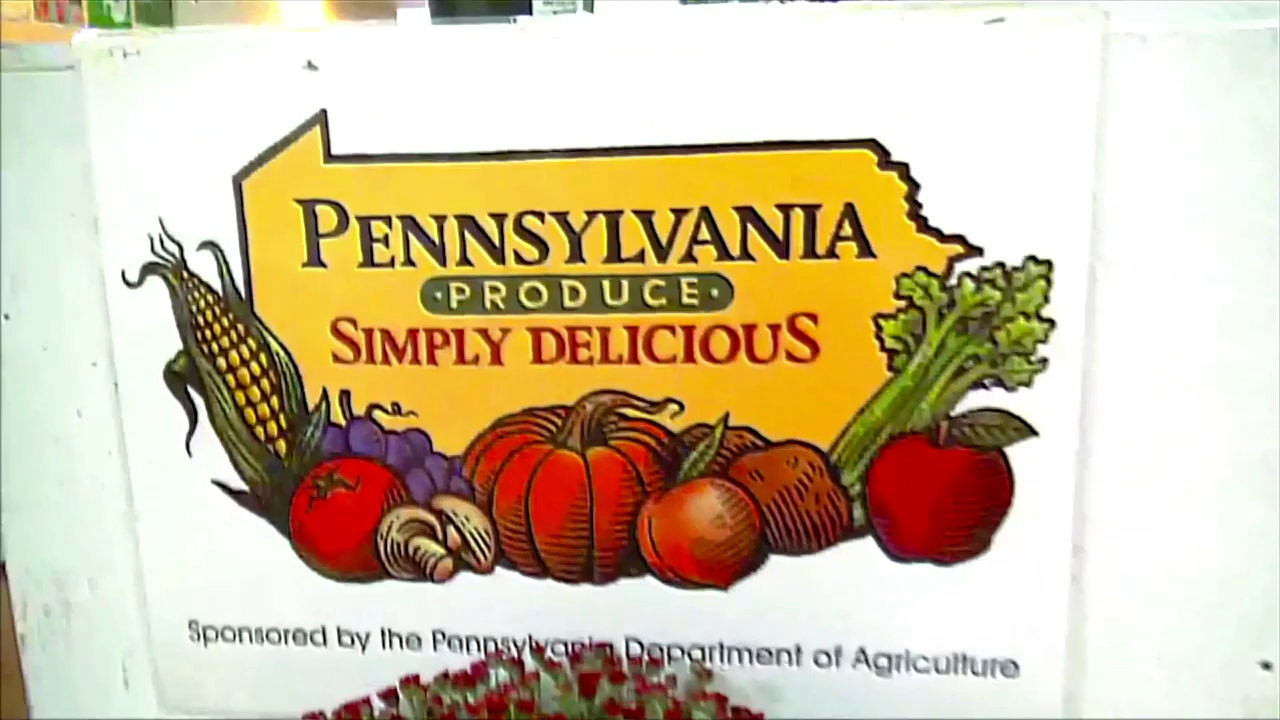 PENNSYLVANIA
·PRODUCE·
SIMPLY DELICIOUS
Sponsored by the Pennsylvania Department of Agriculture